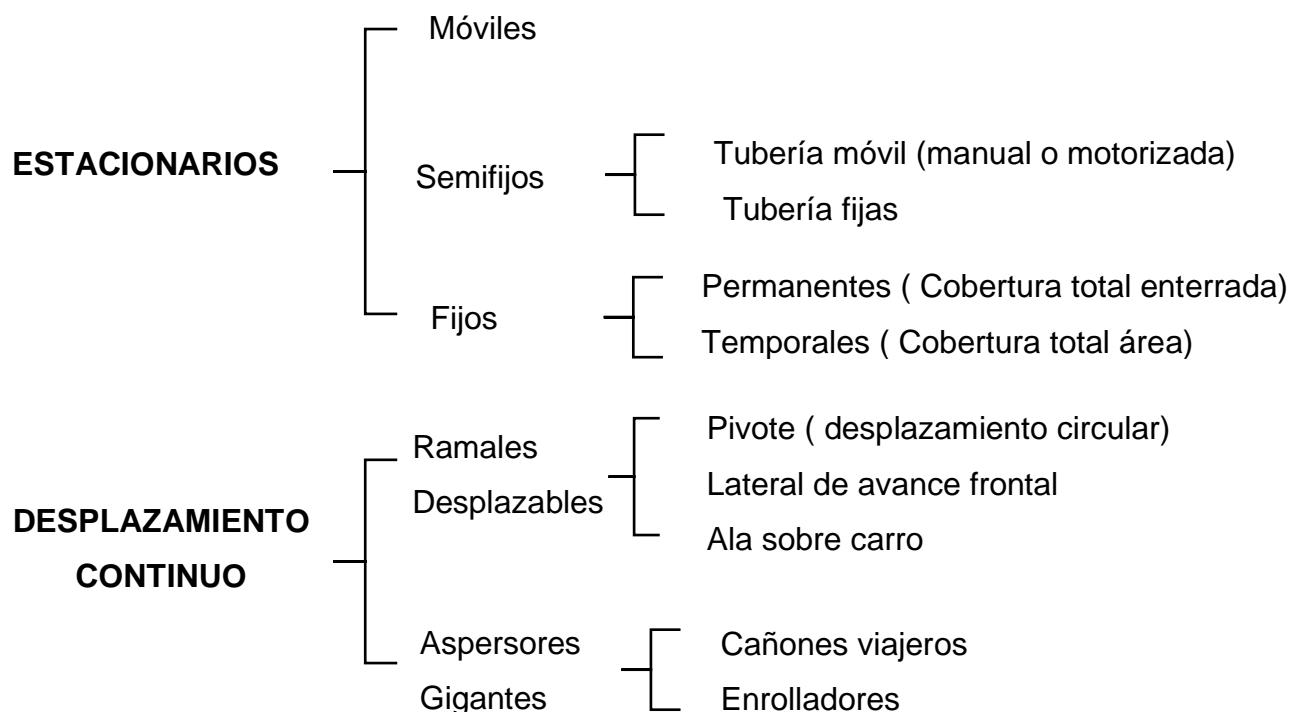 Móviles
ESTACIONARIOS
Semifijos
Tubería móvil (manual o motorizada)
Tubería fijas
Fijos
Permanentes ( Cobertura total enterrada)
Temporales ( Cobertura total área)
DESPLAZAMIENTO
CONTINUO
Ramales
Desplazables
Pivote ( desplazamiento circular)
Lateral de avance frontal
Ala sobre carro
Aspersores
Gigantes
Cañones viajeros
Enrolladores